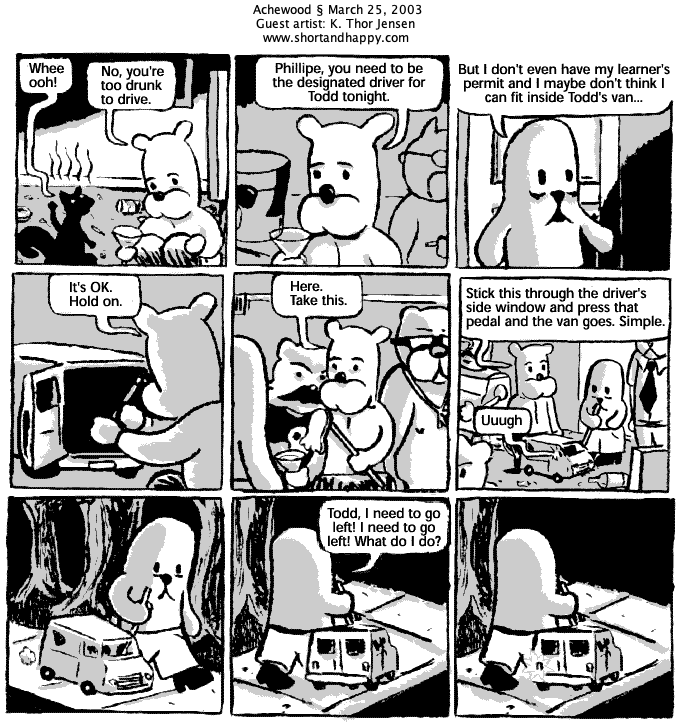 Achewood § March 25, 2003
Guest artist: K. Thor Jensen
www.shortandhappy.com
Whee
ooh!
No, you're
too drunk
to drive.
Phillipe, you need to be
the designated driver for
Todd tonight.
But I don't even have my learner's
permit and I maybe don't think I
can fit inside Todd's van...
It's OK.
Hold on.
Here.
Take this.
Stick this through the driver's
side window and press that
pedal and the van goes. Simple.
Uuugh
Todd, I need to go
left! I need to go
left! What do I do?